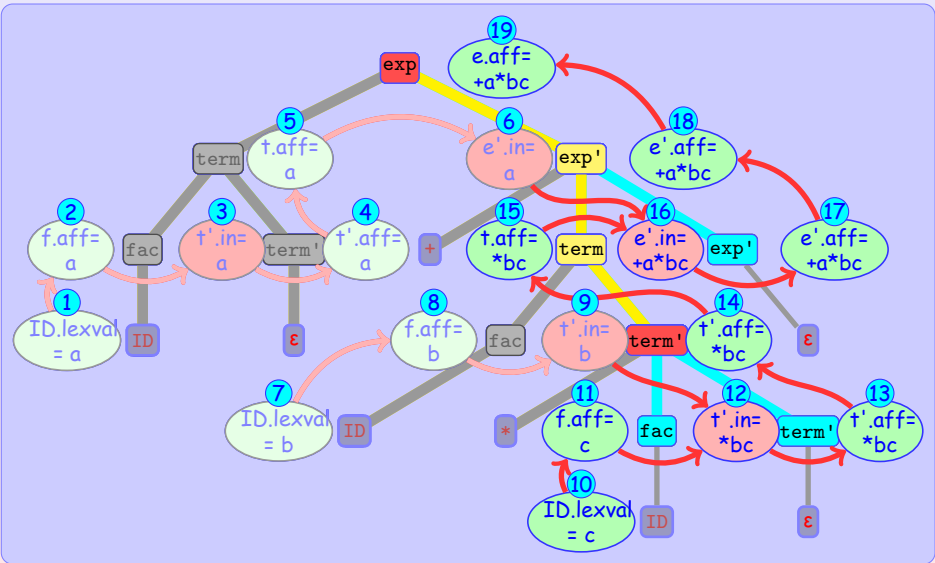 19
e.aff=
+a*bc
exp
5
t.aff=
a
6
e'.in=
a
18
e'.aff=
+a*bc
term
exp'
2
f.aff=
a
3
t'.in=
a
4
t'.aff=
a
15
t.aff=
*bc
16
e'.in=
+a*bc
17
e'.aff=
+a*bc
fac
term'
+
term
exp'
1
ID.lexval
= a
ID
ε
8
f.aff=
b
9
t'.in=
b
14
t'.aff=
*bc
fac
term'
ε
7
ID.lexval
= b
ID
*
11
f.aff=
c
fac
12
t'.in=
*bc
term'
13
t'.aff=
*bc
10
ID.lexval
= c
ID
ε